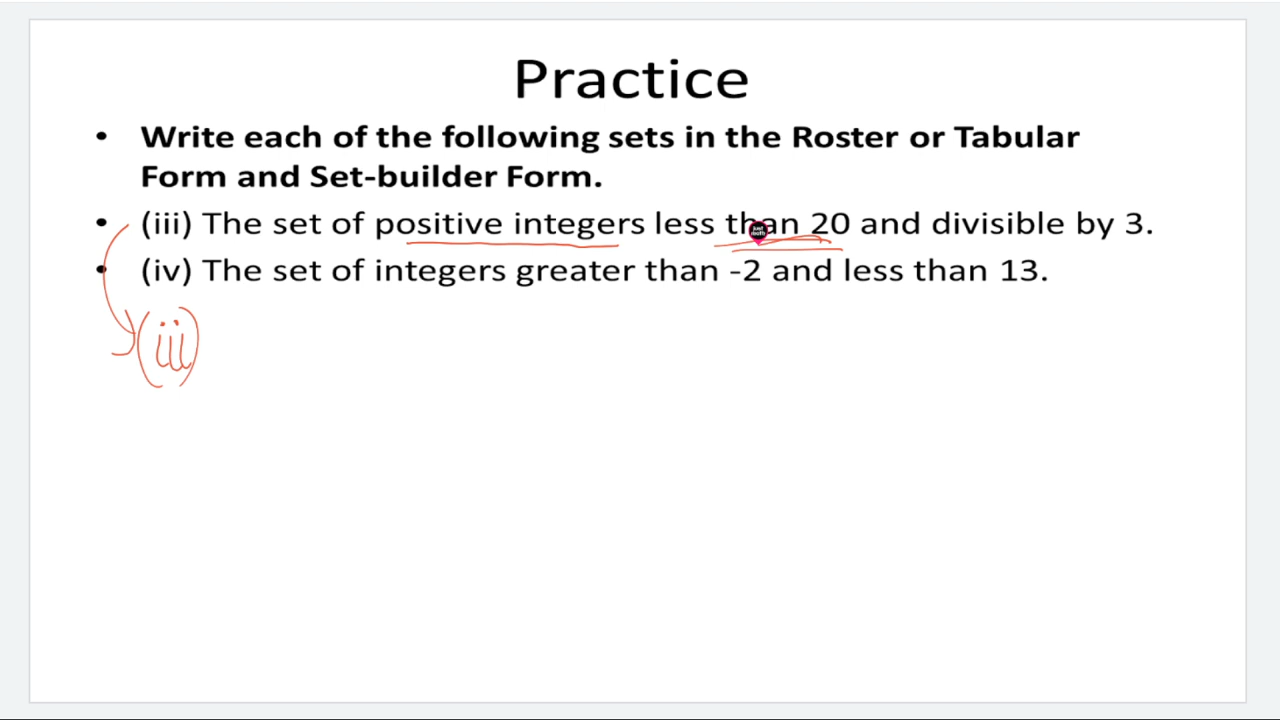 Practice
• Write each of the following sets in the Roster or Tabular
Form and Set-builder Form.
• (iii) The set of positive integers less than 20 and divisible by 3.
• (iv) The set of integers greater than -2 and less than 13.
(iii)